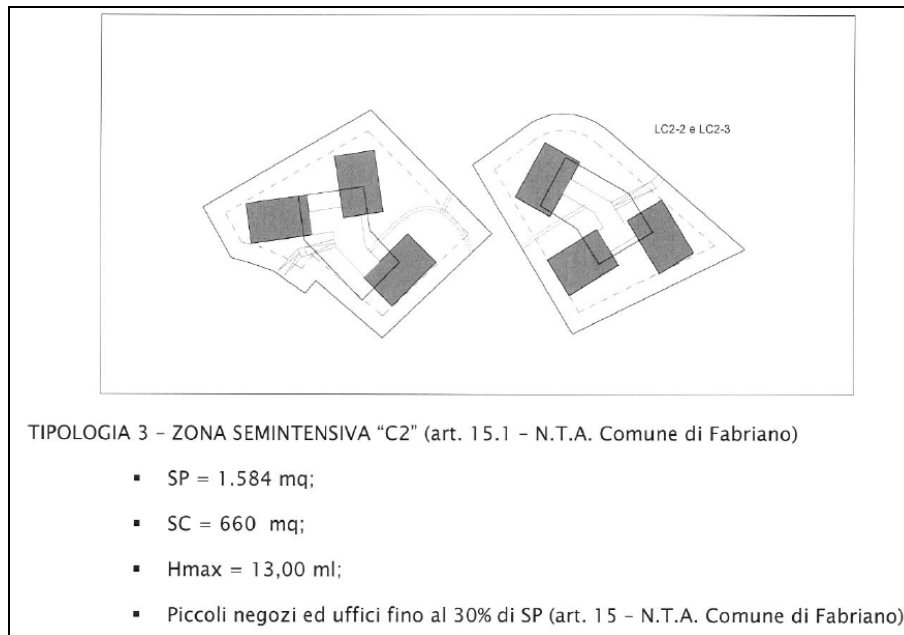 LC2-2 e LC2-3
TIPOLOGIA 3 – ZONA SEMINTENSIVA “C2” (art. 15.1 – N.T.A. Comune di Fabriano)
▪ SP = 1.584 mq;
▪ SC = 660 mq;
▪ Hmax = 13,00 ml;
▪ Piccoli negozi ed uffici fino al 30% di SP (art. 15 – N.T.A. Comune di Fabriano)